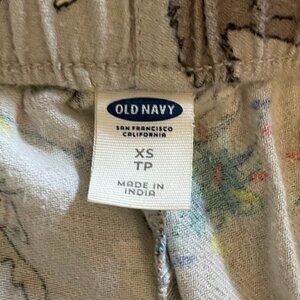 OLD NAVY
SAN FRANCISCO
CALIFORNIA
XS
TP
MADE IN
INDIA